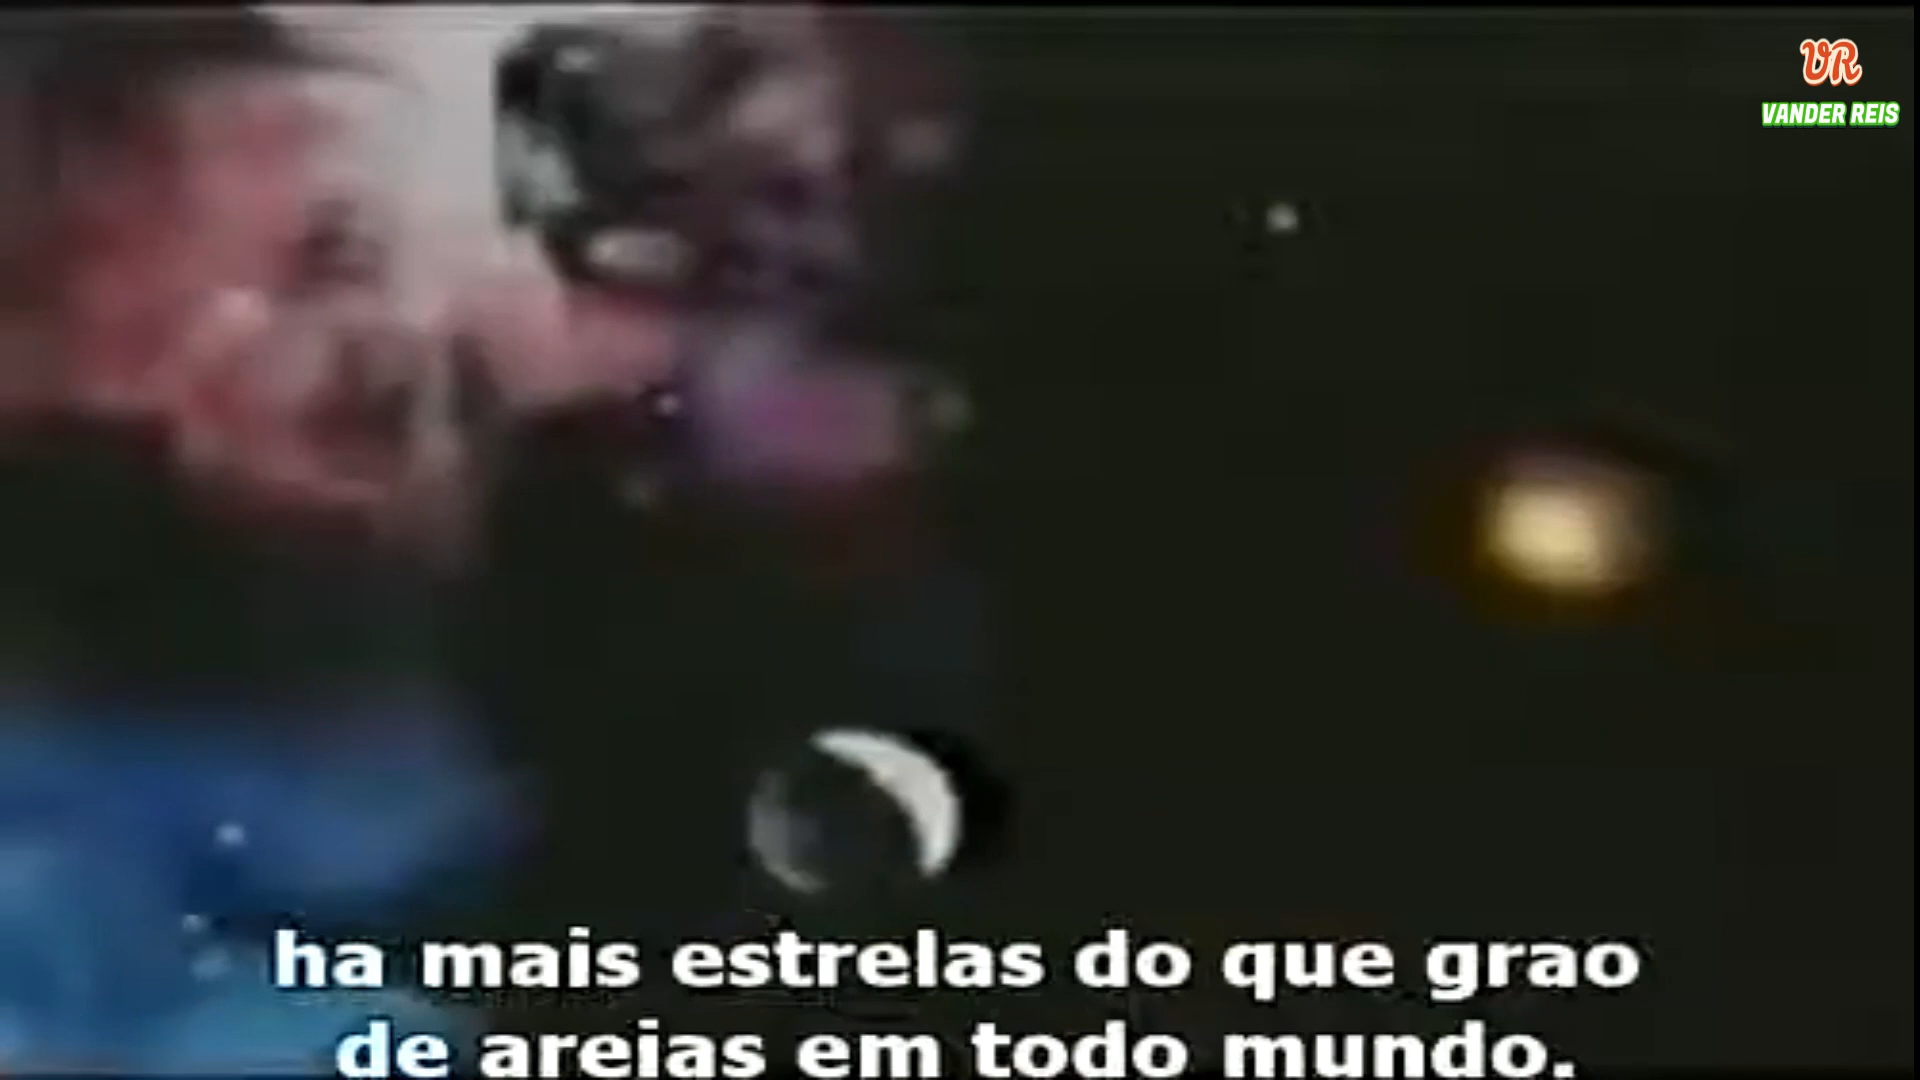 VR
VANDER REIS
ha mais estrelas do que grao
de areias em todo mundo.